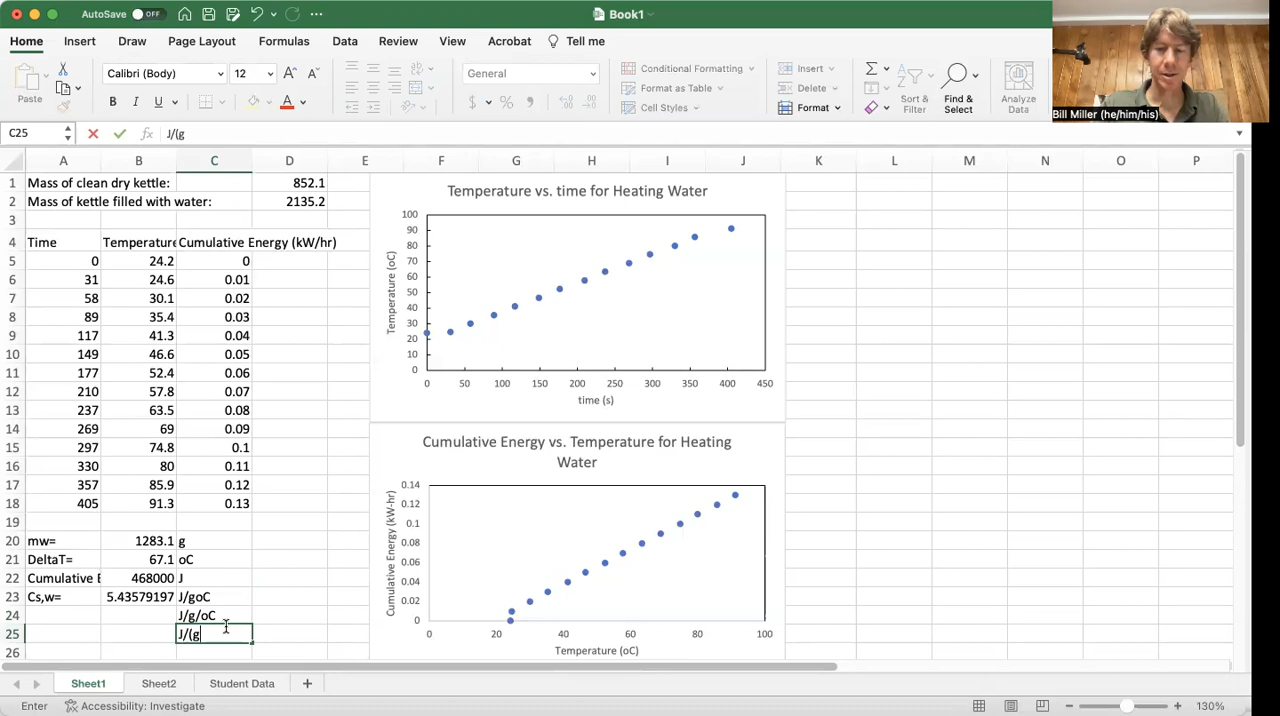 AutoSave OFF Book1
Home Insert Draw Page Layout Formulas Data Review View Acrobat Tell me
Paste Calibri (Body) 12 A A General Conditional Formatting Insert Sort & Filter Find & Select Analyze Data
B I U A $ % Format as Table Delete
Cell Styles Format
Bill Miller (he/him/his)
C25 fx J/(g
A B C D E F G H I J K L M N O P
1 Mass of clean dry kettle: 852.1
2 Mass of kettle filled with water: 2135.2
3
4 Time Temperature Cumulative Energy (kW/hr)
5 0 24.2 0
6 31 24.6 0.01
7 58 30.1 0.02
8 89 35.4 0.03
9 117 41.3 0.04
10 149 46.6 0.05
11 177 52.4 0.06
12 210 57.8 0.07
13 237 63.5 0.08
14 269 69 0.09
15 297 74.8 0.1
16 330 80 0.11
17 357 85.9 0.12
18 405 91.3 0.13
19
20 mw= 1283.1 g
21 DeltaT= 67.1 oC
22 Cumulative E 468000 J
23 Cs,w= 5.43579197 J/goC
24 J/g/oC
25 J/(g
26
Temperature vs. time for Heating Water
Temperature (oC)
100
90
80
70
60
50
40
30
20
10
0
0 50 100 150 200 250 300 350 400 450
time (s)
Cumulative Energy vs. Temperature for Heating
Water
Cumulative Energy (kW-hr)
0.14
0.12
0.1
0.08
0.06
0.04
0.02
0
0 20 40 60 80 100
Temperature (oC)
Sheet1 Sheet2 Student Data +
Enter Accessibility: Investigate 130%